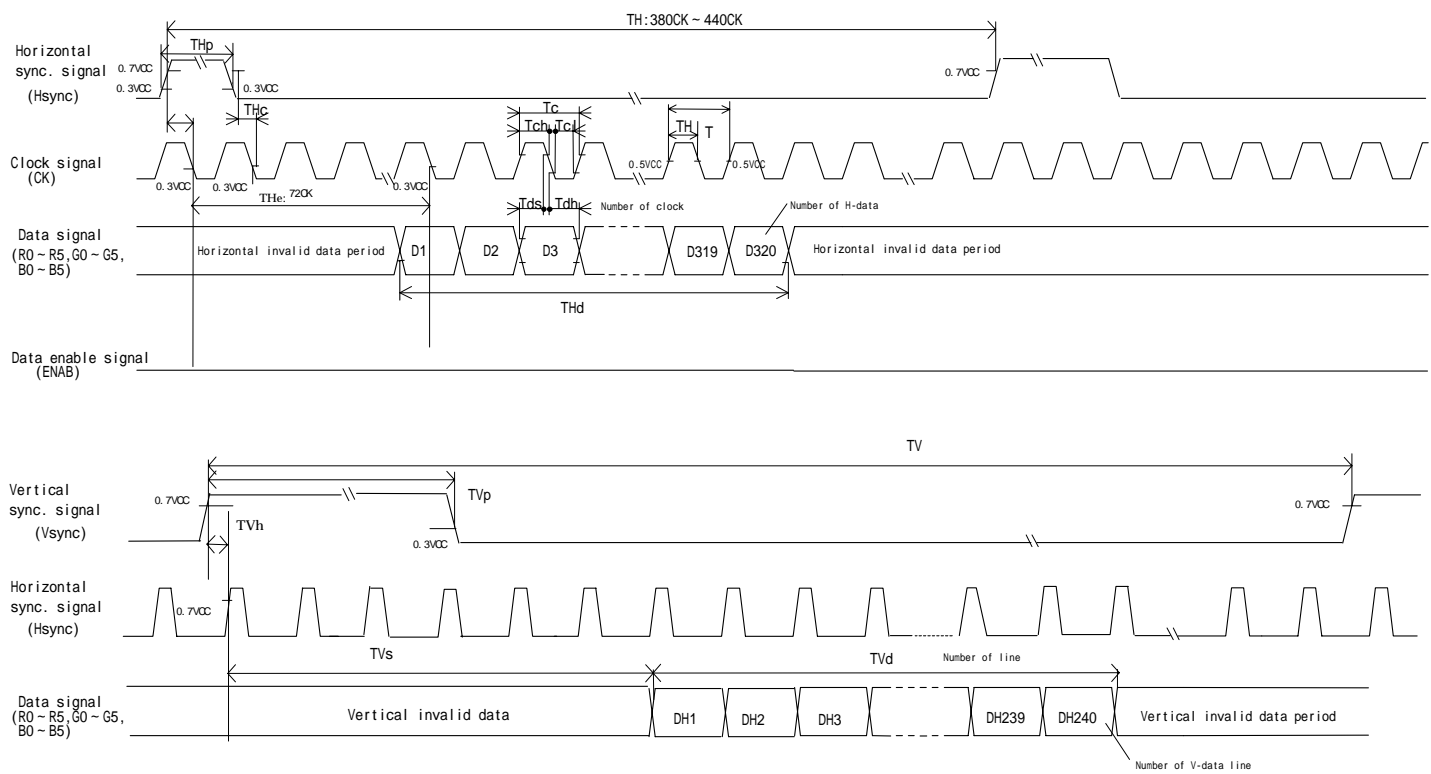 TH:380CK ~ 440CK
THp
Horizontal
sync. signal
(Hsync)
0.7VCC
0.3VCC
0.3VCC
0.7VCC
THc
Tc
Tch
Tcl
TH
T
Clock signal
(CK)
0.3VCC
0.3VCC
0.3VCC
0.5VCC
0.5VCC
THe: 72CK
Tds
Tdh
Number of clock
Number of H-data
Data signal
(R0 ~ R5,G0 ~ G5,
B0 ~ B5)
Horizontal invalid data period
D1
D2
D3
D319
D320
Horizontal invalid data period
THd
Data enable signal
(ENAB)
TV
Vertical
sync. signal
(Vsync)
0.7VCC
TVp
0.7VCC
TVh
0.3VCC
Horizontal
sync. signal
(Hsync)
0.7VCC
TVs
TVd
Number of line
Data signal
(R0 ~ R5,G0 ~ G5,
B0 ~ B5)
Vertical invalid data
DH1
DH2
DH3
DH239
DH240
Vertical invalid data period
Number of V-data line